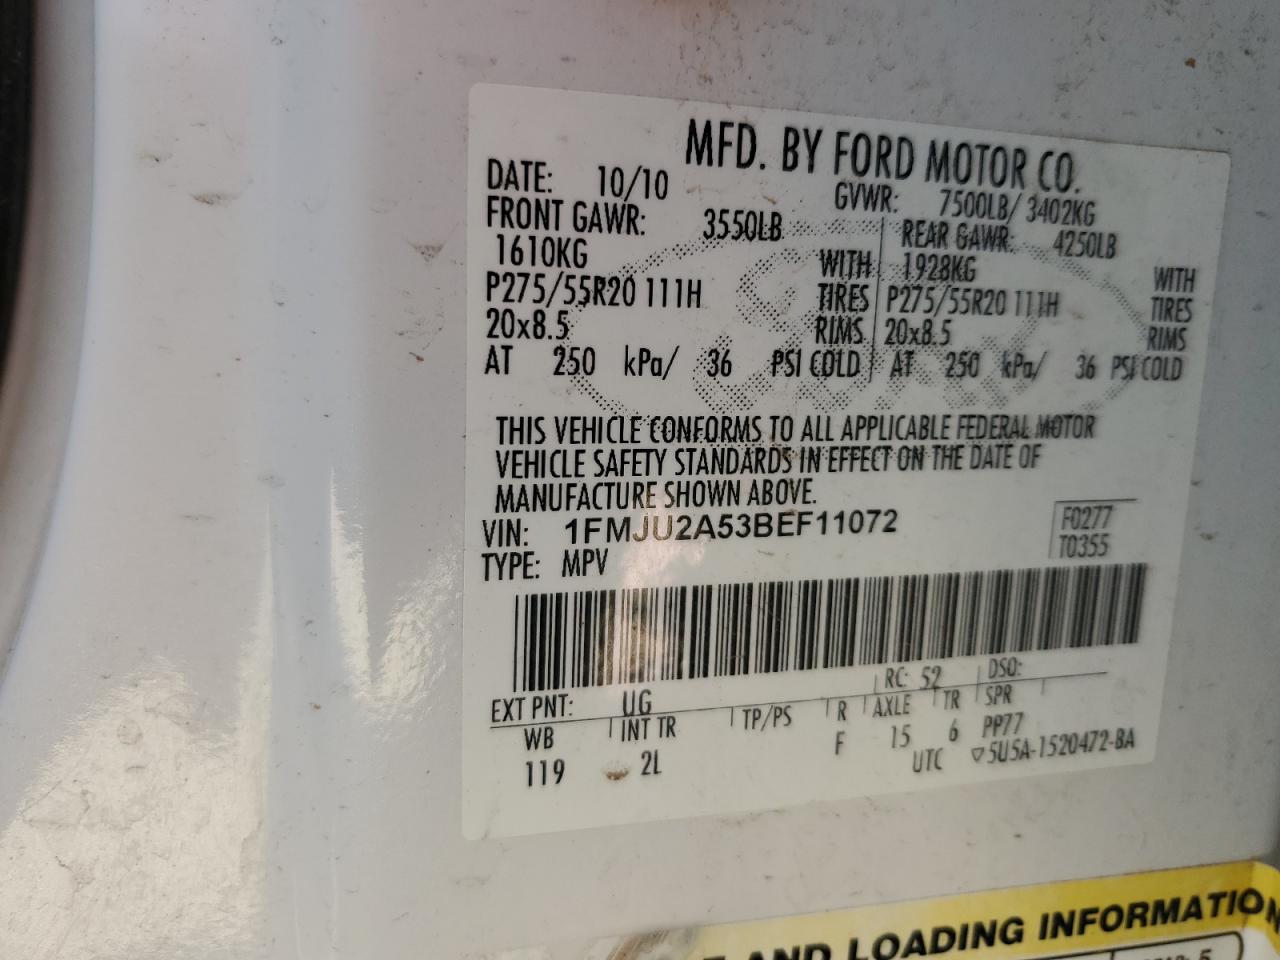 MFD. BY FORD MOTOR CO.
DATE: 10/10 GVWR: 7500LB/ 3402KG
FRONT GAWR: 3550LB REAR GAWR: 4250LB
1610KG WITH 1928KG WITH
P275/55R20 111H TIRES P275/55R20 111H TIRES
20x8.5 RIMS 20x8.5 RIMS
AT 250 kPa/ 36 PSI COLD AT 250 kPa/ 36 PSI COLD
THIS VEHICLE CONFORMS TO ALL APPLICABLE FEDERAL MOTOR
VEHICLE SAFETY STANDARDS IN EFFECT ON THE DATE OF
MANUFACTURE SHOWN ABOVE.
VIN: 1FMJU2A53BEF11072 F0277
TYPE: MPV T0355
EXT PNT: UG RC: 52 DSO:
WB INT TR TP/PS R AXLE TR SPR
119 2L F 15 6 PP77
UTC ▽5U5A-1520472-BA
AND LOADING INFORMATION